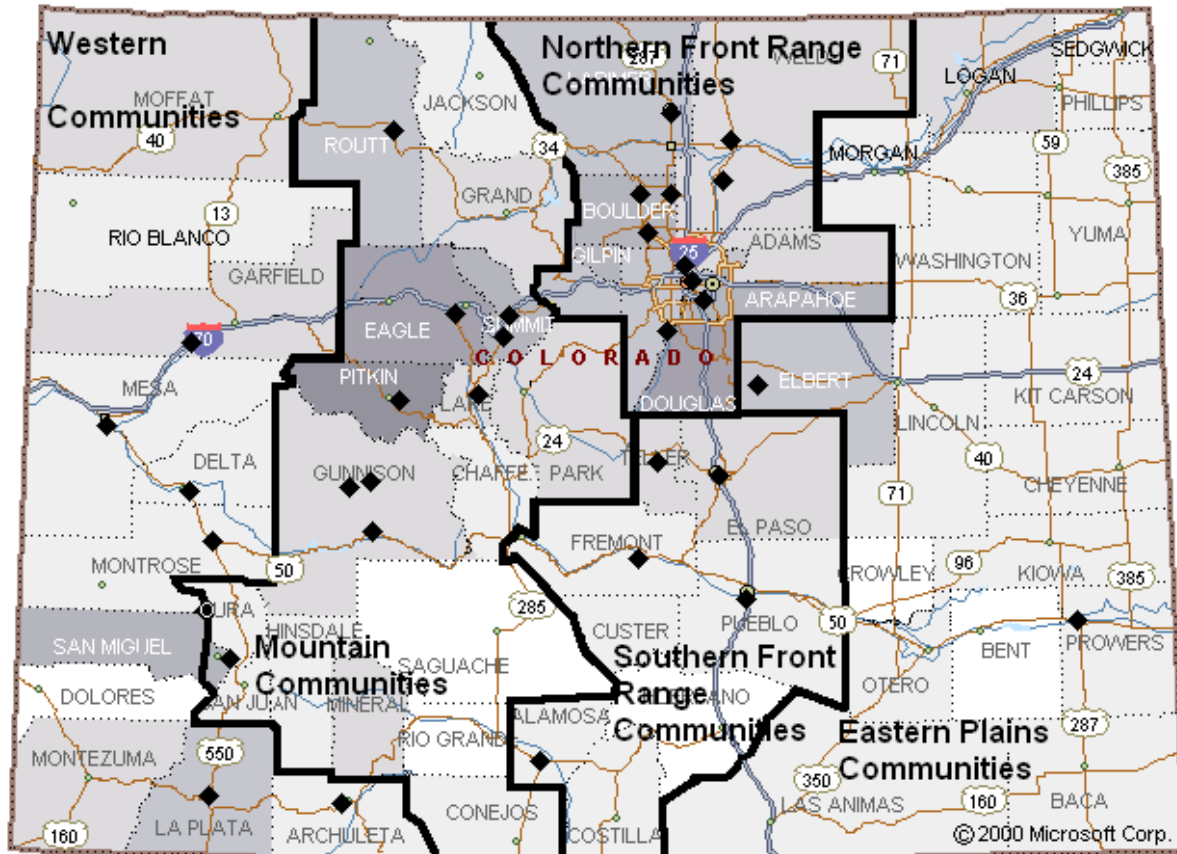 Western
Communities
Northern Front Range
Communities
287
LARIMER
WELD
71
SEDGWICK
LOGAN
PHILLIPS
MOFFAT
JACKSON
40
ROUTT
34
MORGAN
59
385
13
GRAND
BOULDER
RIO BLANCO
GILPIN
25
ADAMS
YUMA
WASHINGTON
GARFIELD
36
ARAPAHOE
EAGLE
SUMMIT
70
COLORADO
MESA
PITKIN
LAKE
DOUGLAS
ELBERT
24
KIT CARSON
LINCOLN
24
DELTA
GUNNISON
CHAFFE
PARK
TELLER
40
CHEYENNE
71
EL PASO
MONTROSE
50
FREMONT
CROWLEY
96
KIOWA
385
285
OURA
HINSDALE
CUSTER
PUEBLO
50
SAN MIGUEL
Mountain
Communities
SAGUACHE
Southern Front
Range
Communities
BENT
PROWERS
DOLORES
SAN JUAN
MINERAL
OTERO
ALAMOSA
RIO GRAND
Eastern Plains
Communities
287
MONTEZUMA
550
350
160
LA PLATA
ARCHULETA
CONEJOS
COSTILLA
LAS ANIMAS
BACA
160
© 2000 Microsoft Corp.